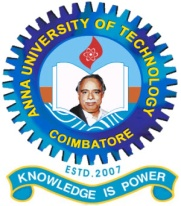 ANNA UNIVERSITY OF TECHNOLOGY
COIMBATORE
ESTD.2007
KNOWLEDGE IS POWER